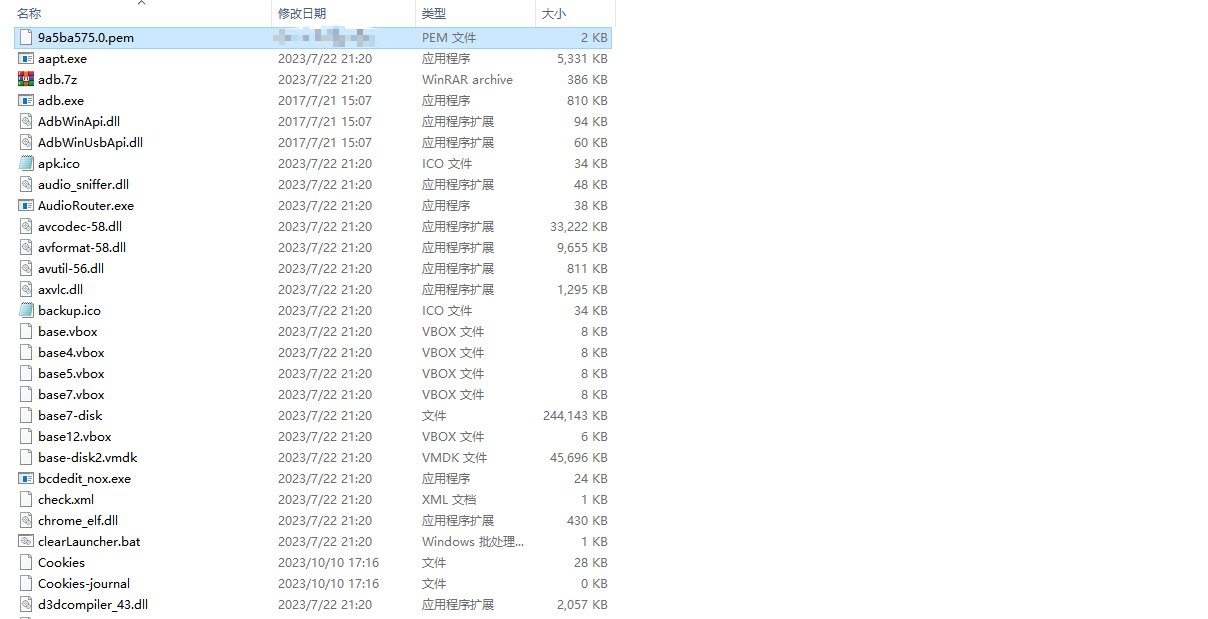 名称 修改日期 类型 大小
9a5ba575.0.pem PEM 文件 2 KB
aapt.exe 2023/7/22 21:20 应用程序 5,331 KB
adb.7z 2023/7/22 21:20 WinRAR archive 386 KB
adb.exe 2017/7/21 15:07 应用程序 810 KB
AdbWinApi.dll 2017/7/21 15:07 应用程序扩展 94 KB
AdbWinUsbApi.dll 2017/7/21 15:07 应用程序扩展 60 KB
apk.ico 2023/7/22 21:20 ICO 文件 34 KB
audio_sniffer.dll 2023/7/22 21:20 应用程序扩展 48 KB
AudioRouter.exe 2023/7/22 21:20 应用程序 38 KB
avcodec-58.dll 2023/7/22 21:20 应用程序扩展 33,222 KB
avformat-58.dll 2023/7/22 21:20 应用程序扩展 9,655 KB
avutil-56.dll 2023/7/22 21:20 应用程序扩展 811 KB
axvlc.dll 2023/7/22 21:20 应用程序扩展 1,295 KB
backup.ico 2023/7/22 21:20 ICO 文件 34 KB
base.vbox 2023/7/22 21:20 VBOX 文件 8 KB
base4.vbox 2023/7/22 21:20 VBOX 文件 8 KB
base5.vbox 2023/7/22 21:20 VBOX 文件 8 KB
base7.vbox 2023/7/22 21:20 VBOX 文件 8 KB
base7-disk 2023/7/22 21:20 文件 244,143 KB
base12.vbox 2023/7/22 21:20 VBOX 文件 6 KB
base-disk2.vmdk 2023/7/22 21:20 VMDK 文件 45,696 KB
bcdedit_nox.exe 2023/7/22 21:20 应用程序 24 KB
check.xml 2023/7/22 21:20 XML 文档 1 KB
chrome_elf.dll 2023/7/22 21:20 应用程序扩展 430 KB
clearLauncher.bat 2023/7/22 21:20 Windows 批处理... 1 KB
Cookies 2023/10/10 17:16 文件 28 KB
Cookies-journal 2023/10/10 17:16 文件 0 KB
d3dcompiler_43.dll 2023/7/22 21:20 应用程序扩展 2,057 KB